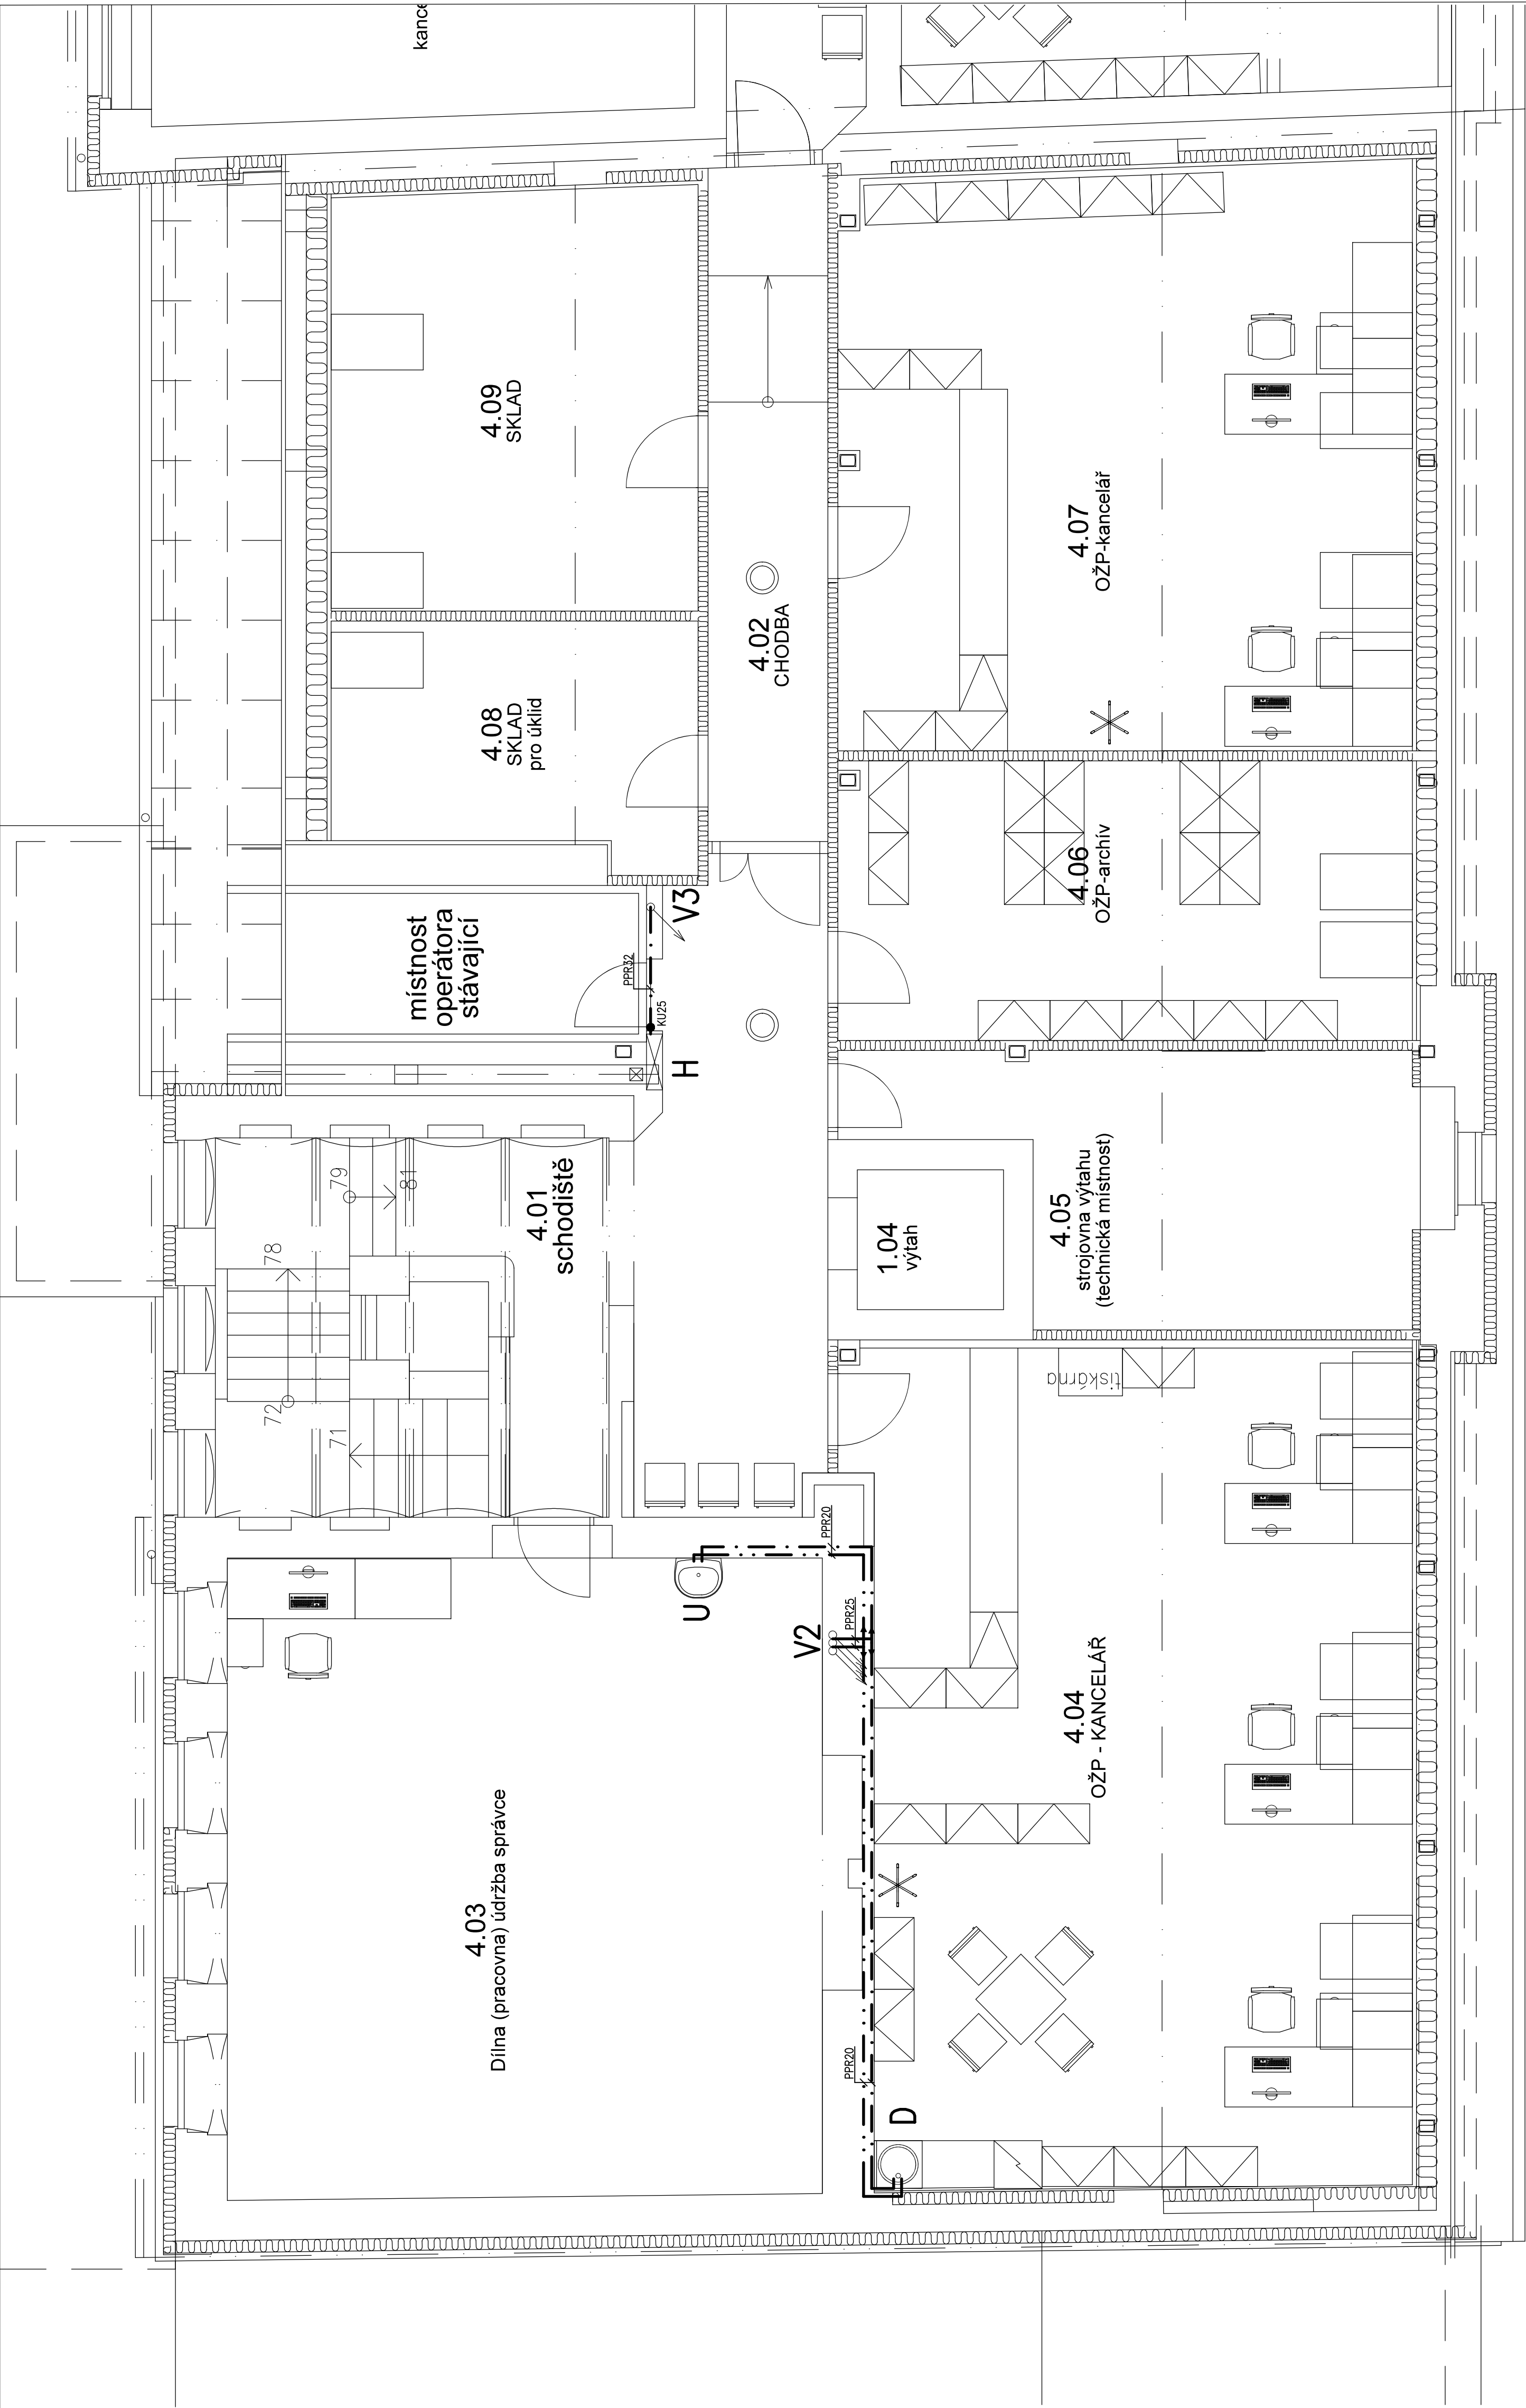 kance
4.09
SKLAD
4.08
SKLAD
pro úklid
4.02
CHODBA
4.07
OŽP-kancelář
4.06
OŽP-archív
místnost
operátora
stávající
PPR32
KU25
V3
H
4.01
schodiště
79
81
78
72
71
1.04
výtah
4.05
strojovna výtahu
(technická místnost)
tiskárna
4.03
Dílna (pracovna) údržba správce
U
V2
PPR20
PPR25
4.04
OŽP - KANCELÁŘ
PPR20
D